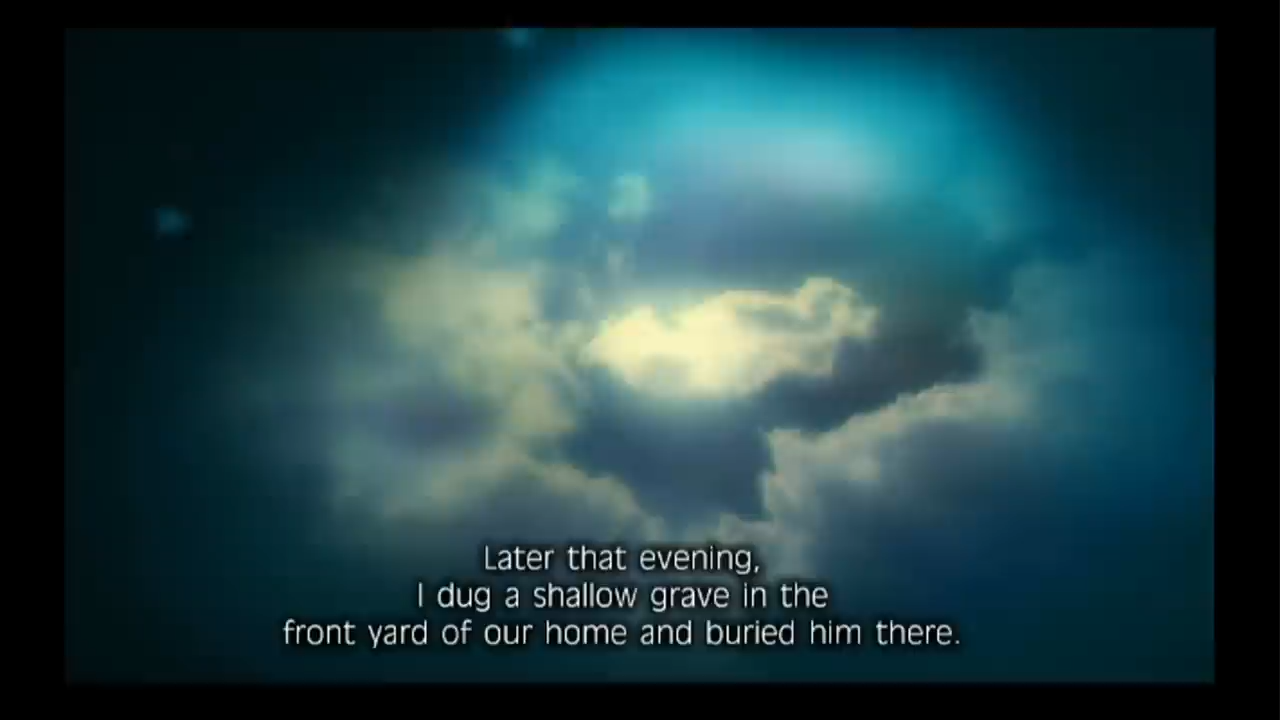 Later that evening,
I dug a shallow grave in the
front yard of our home and buried him there.